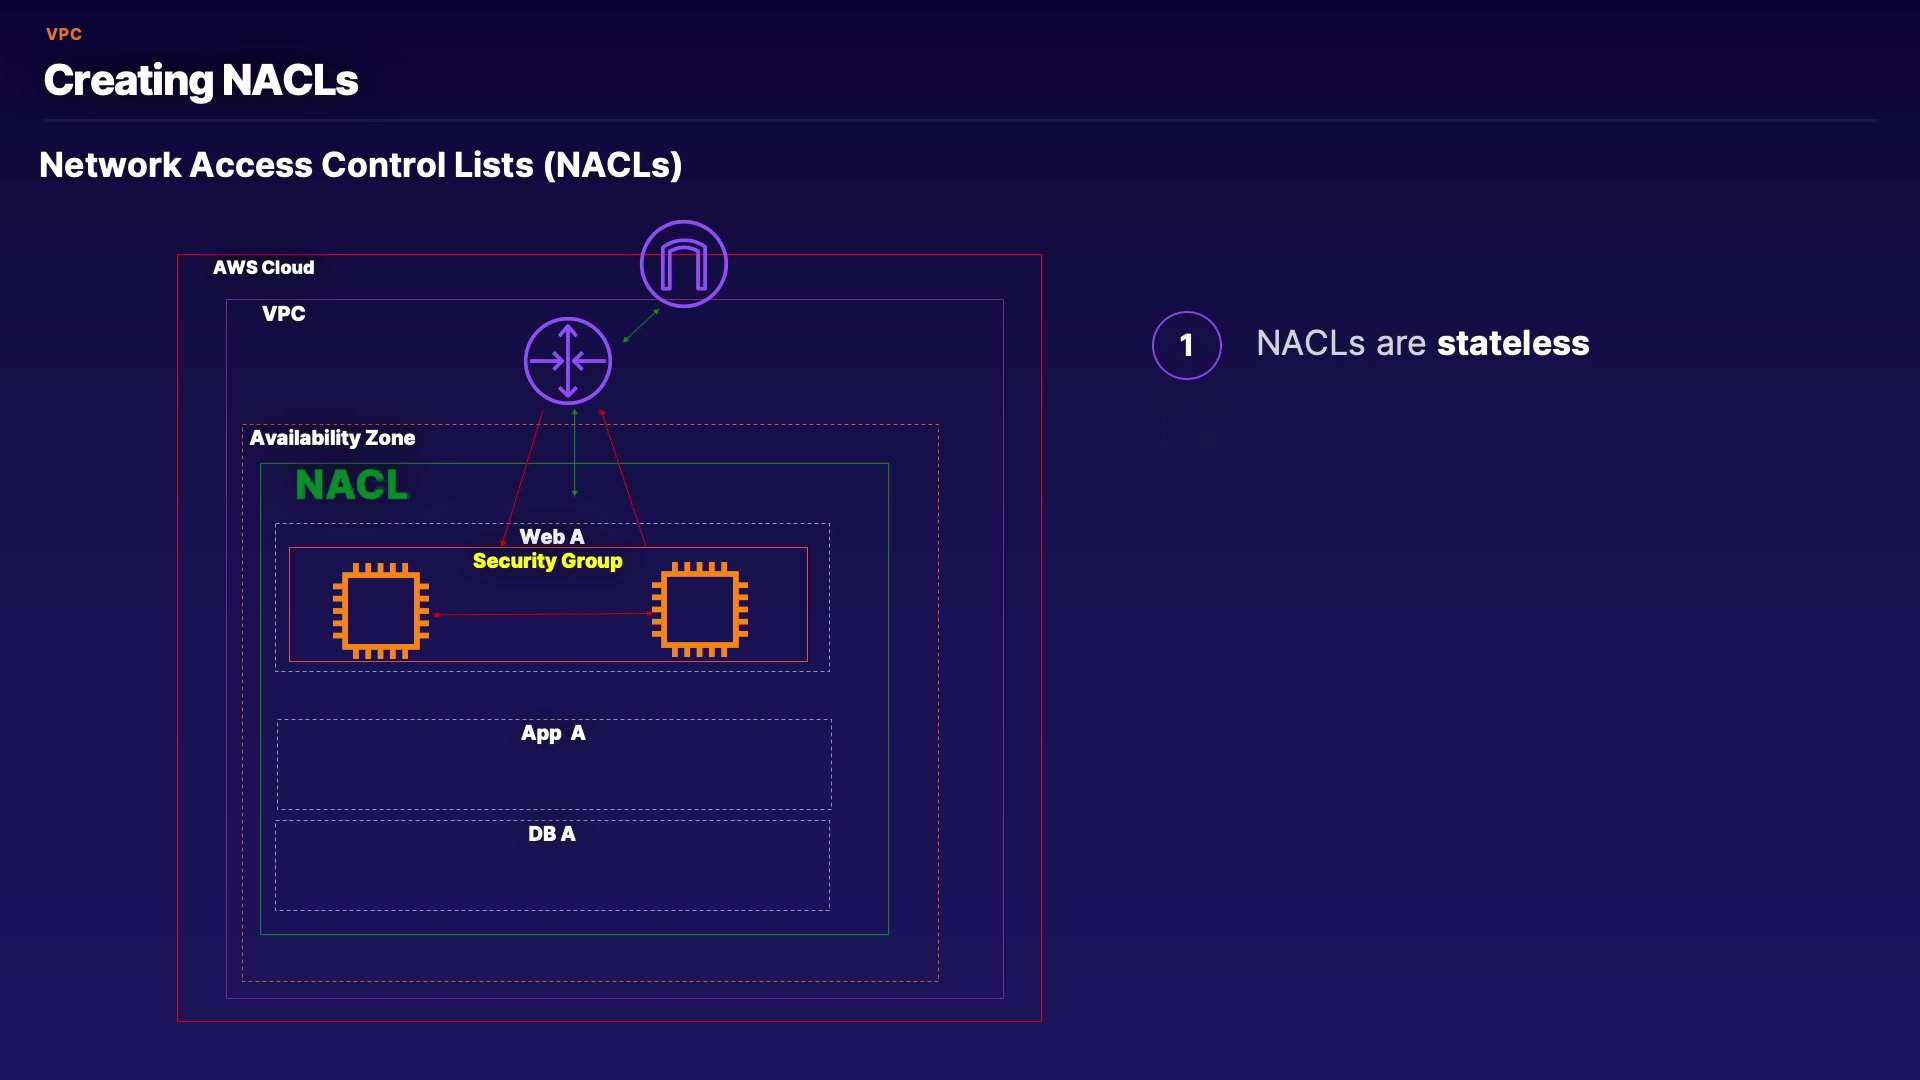 VPC
Creating NACLs
Network Access Control Lists (NACLs)
AWS Cloud
VPC
1 NACLs are stateless
Availability Zone
NACL
Web A
Security Group
App A
DB A